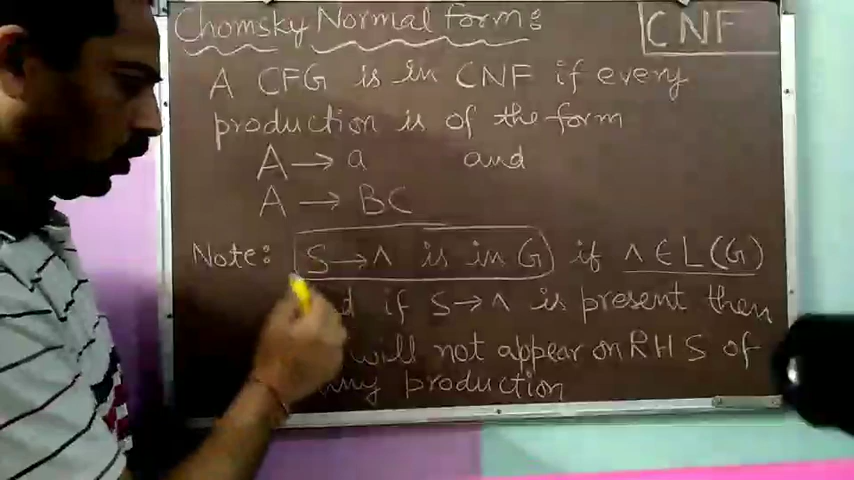 Chomsky Normal form:
CNF
A CFG is in CNF if every
production is of the form
A → a and
A → BC
Note: S → Λ is in G if Λ ∈ L(G)
if S → Λ is present then
will not appear on RHS of
any production